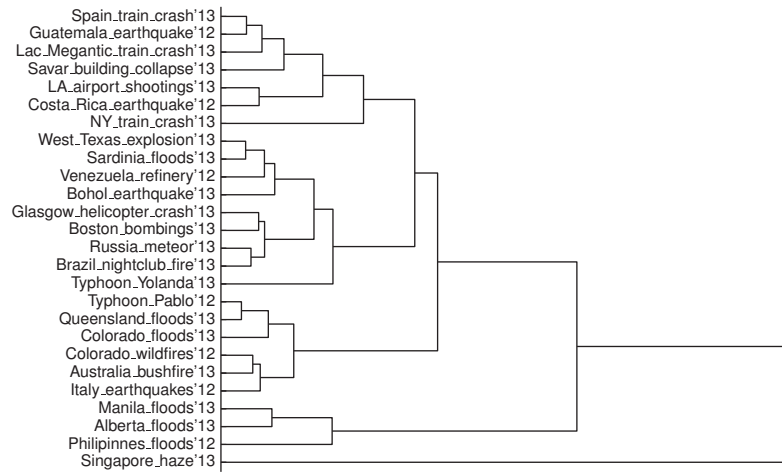 Spain_train_crash'13
Guatemala_earthquake'12
Lac_Megantic_train_crash'13
Savar_building_collapse'13
LA_airport_shootings'13
Costa_Rica_earthquake'12
NY_train_crash'13
West_Texas_explosion'13
Sardinia_floods'13
Venezuela_refinery'12
Bohol_earthquake'13
Glasgow_helicopter_crash'13
Boston_bombings'13
Russia_meteor'13
Brazil_nightclub_fire'13
Typhoon_Yolanda'13
Typhoon_Pablo'12
Queensland_floods'13
Colorado_floods'13
Colorado_wildfires'12
Australia_bushfire'13
Italy_earthquakes'12
Manila_floods'13
Alberta_floods'13
Philipinnes_floods'12
Singapore_haze'13